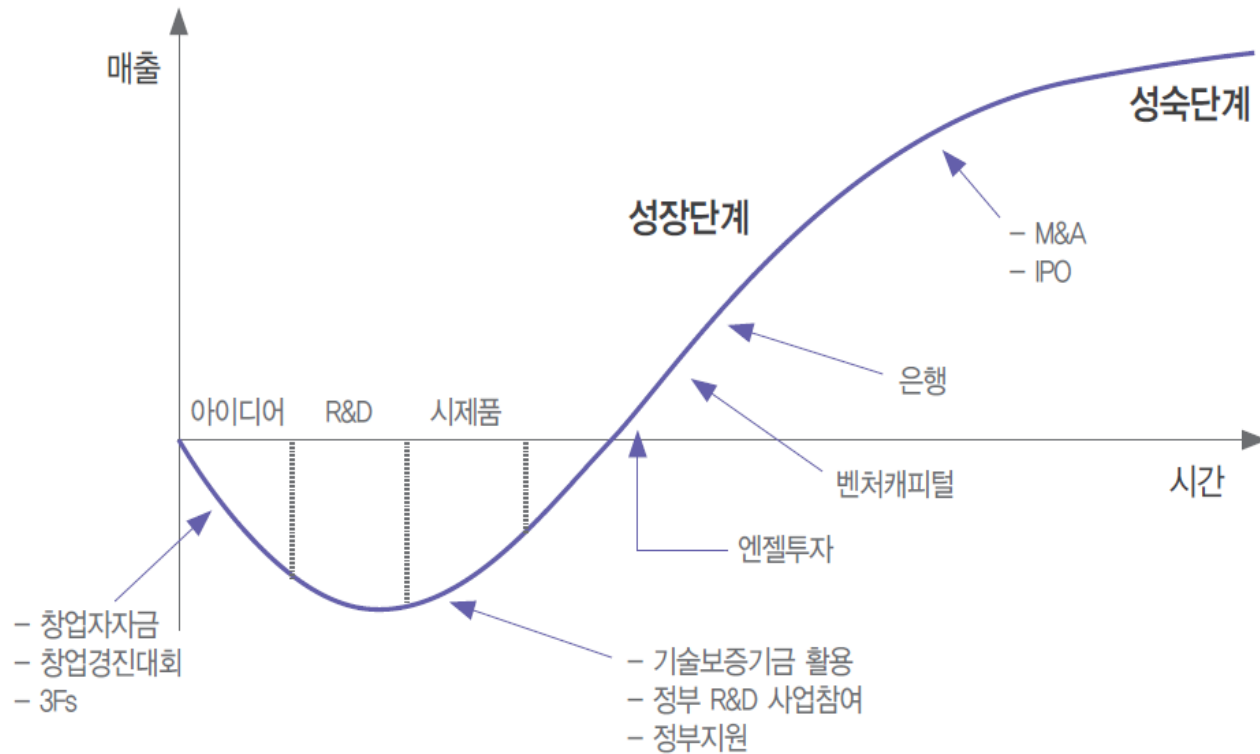 매출
성숙단계
성장단계
– M&A
– IPO
은행
아이디어
R&D
시제품
벤처캐피털
시간
엔젤투자
– 창업자자금
– 창업경진대회
– 3Fs
– 기술보증기금 활용
– 정부 R&D 사업참여
– 정부지원